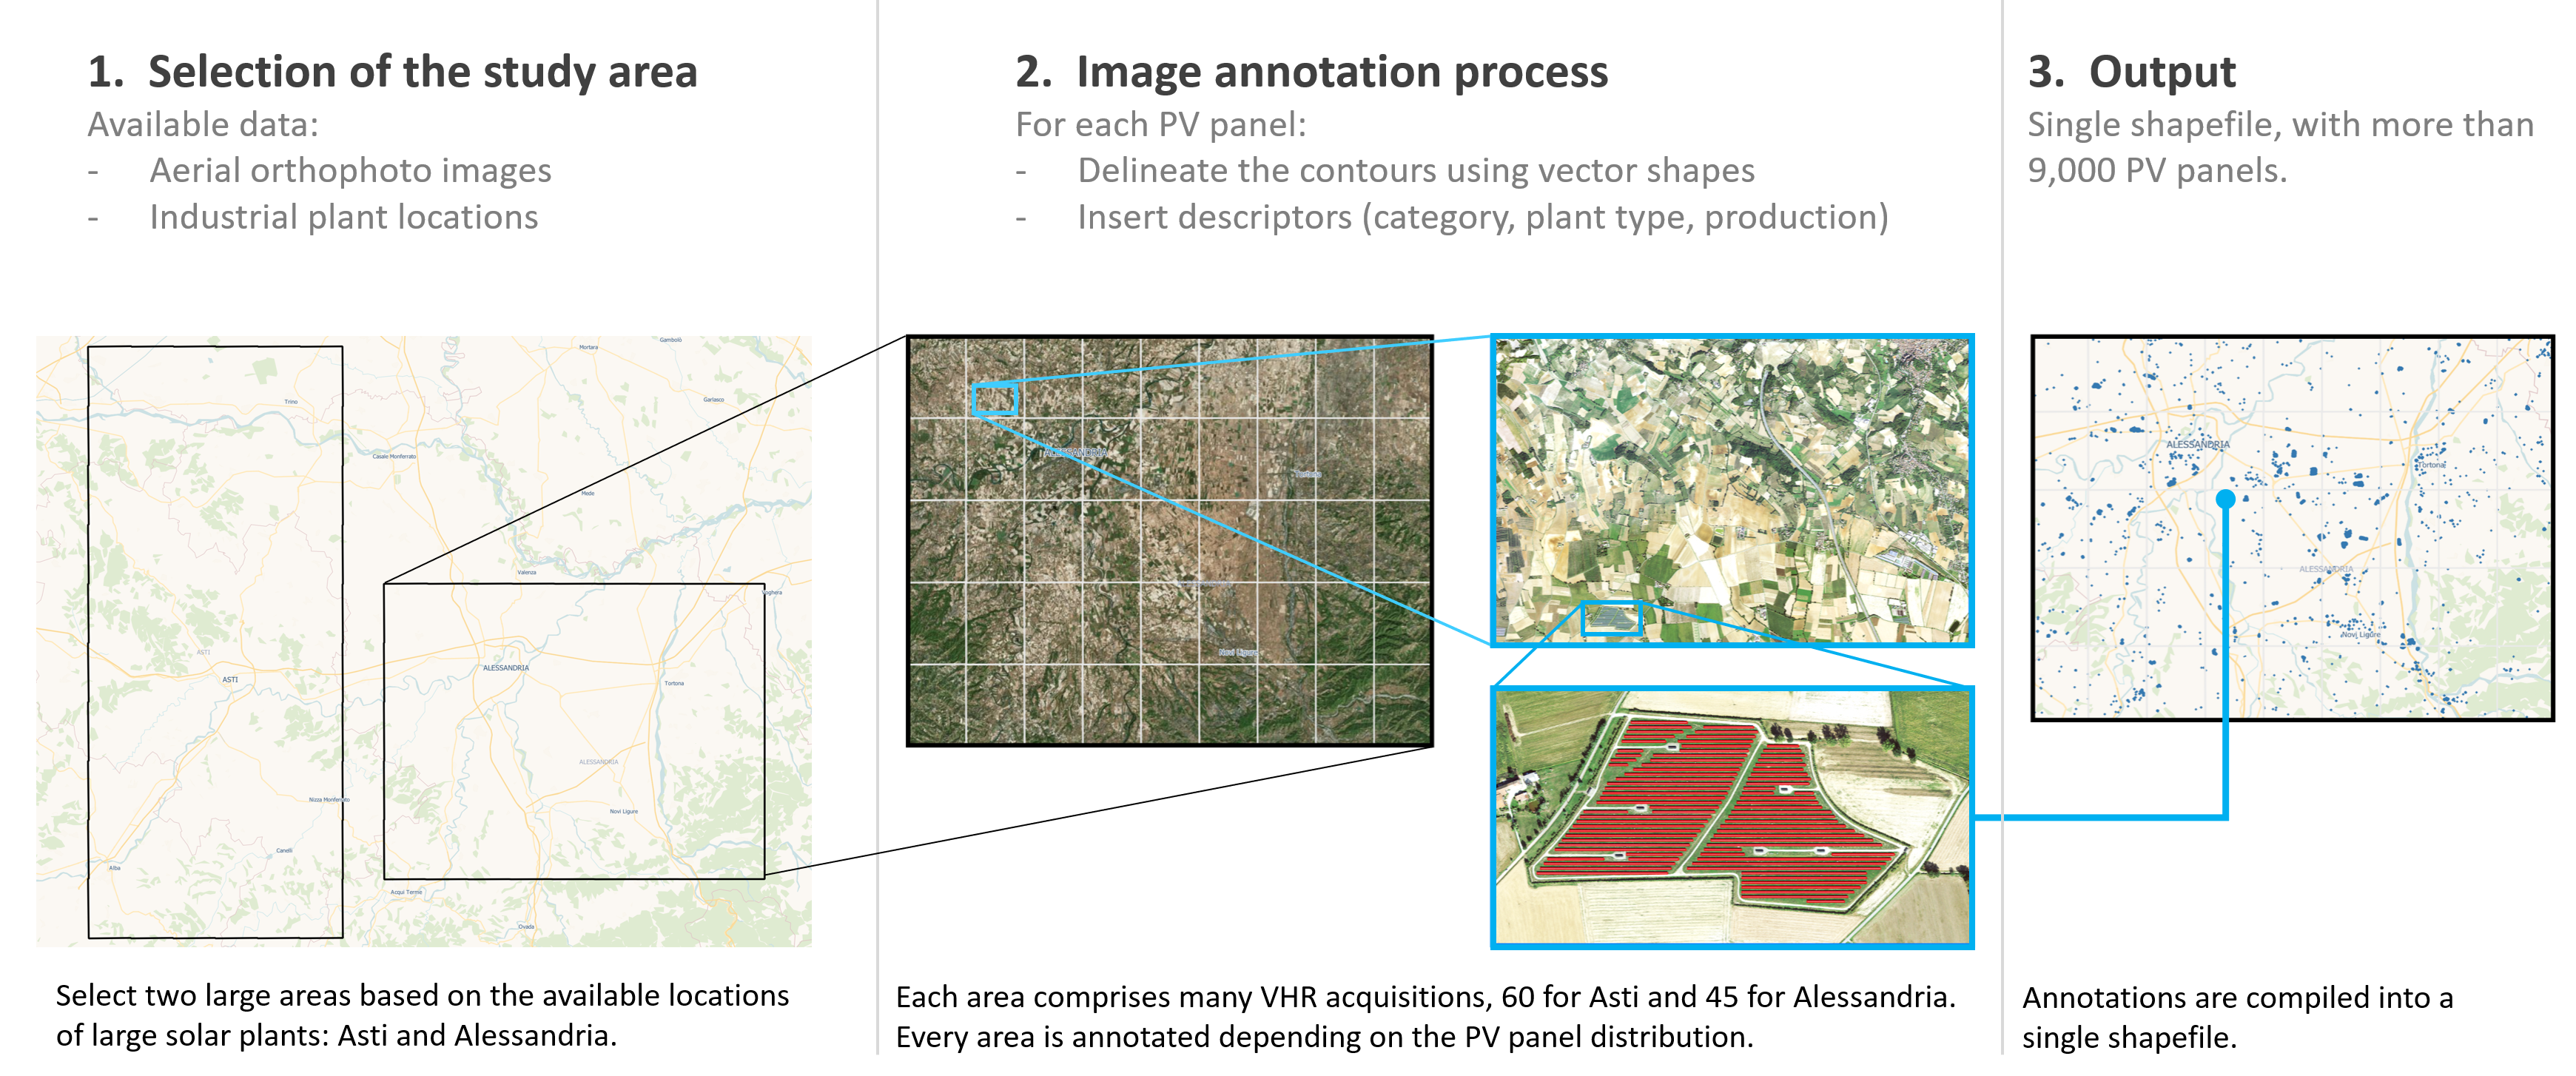 1. Selection of the study area
Available data:
- Aerial orthophoto images
- Industrial plant locations
Mortara
Gambolò
Trino
Garlasco
Casale Monferrato
Mede
Valenza
Voghera
ASTI
ALESSANDRIA
ASTI
Tortona
ALESSANDRIA
Nizza Monferrato
Novi Ligure
Canelli
Alba
Acqui Terme
Ovada
Select two large areas based on the available locations
of large solar plants: Asti and Alessandria.
2. Image annotation process
For each PV panel:
- Delineate the contours using vector shapes
- Insert descriptors (category, plant type, production)
ALESSANDRIA
Tortona
Novi Ligure
Each area comprises many VHR acquisitions, 60 for Asti and 45 for Alessandria.
Every area is annotated depending on the PV panel distribution.
3. Output
Single shapefile, with more than
9,000 PV panels.
ALESSANDRIA
Tortona
ALESSANDRIA
Novi Ligure
Annotations are compiled into a
single shapefile.